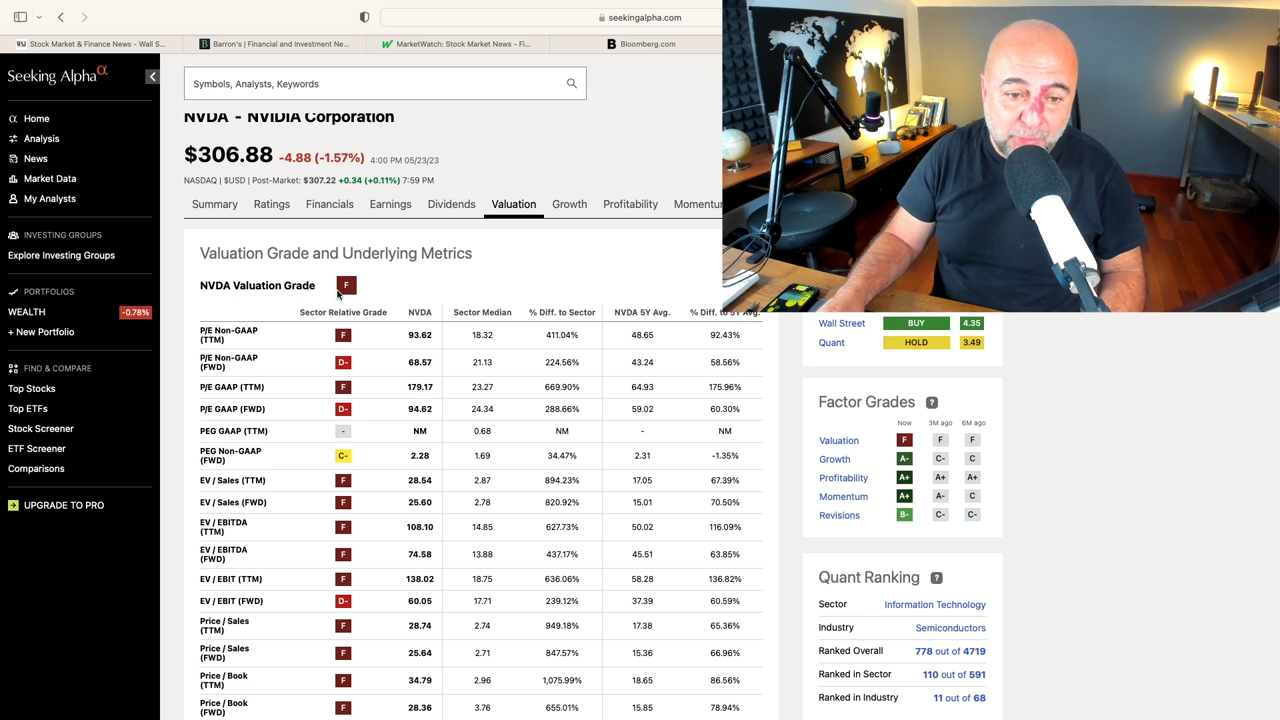 seekingalpha.com
WSJ Stock Market & Finance News - Wall S...
Barron's | Financial and Investment Ne...
MarketWatch: Stock Market News - Fi...
B Bloomberg.com
Seeking Alphaα
Symbols, Analysts, Keywords
Home
Analysis
News
Market Data
My Analysts
INVESTING GROUPS
Explore Investing Groups
PORTFOLIOS
WEALTH -0.78%
+ New Portfolio
FIND & COMPARE
Top Stocks
Top ETFs
Stock Screener
ETF Screener
Comparisons
UPGRADE TO PRO
NVDA - NVIDIA Corporation
$306.88 -4.88 (-1.57%) 4:00 PM 05/23/23
NASDAQ | $USD | Post-Market: $307.22 +0.34 (+0.11%) 7:59 PM
Summary Ratings Financials Earnings Dividends Valuation Growth Profitability Momentum
Valuation Grade and Underlying Metrics
NVDA Valuation Grade F
Sector Relative Grade NVDA Sector Median % Diff. to Sector NVDA 5Y Avg. % Diff. to 5Y Avg.
P/E Non-GAAP (TTM) F 93.62 18.32 411.04% 48.65 92.43%
P/E Non-GAAP (FWD) D- 68.57 21.13 224.56% 43.24 58.56%
P/E GAAP (TTM) F 179.17 23.27 669.90% 64.93 175.96%
P/E GAAP (FWD) D- 94.62 24.34 288.66% 59.02 60.30%
PEG GAAP (TTM) - NM 0.68 NM - NM
PEG Non-GAAP (FWD) C- 2.28 1.69 34.47% 2.31 -1.35%
EV / Sales (TTM) F 28.54 2.87 894.23% 17.05 67.39%
EV / Sales (FWD) F 25.60 2.78 820.92% 15.01 70.50%
EV / EBITDA (TTM) F 108.10 14.85 627.73% 50.02 116.09%
EV / EBITDA (FWD) F 74.58 13.88 437.17% 45.51 63.85%
EV / EBIT (TTM) F 138.02 18.75 636.06% 58.28 136.82%
EV / EBIT (FWD) D- 60.05 17.71 239.12% 37.39 60.59%
Price / Sales (TTM) F 28.74 2.74 949.18% 17.38 65.36%
Price / Sales (FWD) F 25.64 2.71 847.57% 15.36 66.96%
Price / Book (TTM) F 34.79 2.96 1,075.99% 18.65 86.56%
Price / Book (FWD) F 28.36 3.76 655.01% 15.85 78.94%
Wall Street BUY 4.35
Quant HOLD 3.49
Factor Grades ?
Now 3M ago 6M ago
Valuation F F F
Growth A- C- C
Profitability A+ A+ A+
Momentum A+ A- C
Revisions B- C- C-
Quant Ranking ?
Sector Information Technology
Industry Semiconductors
Ranked Overall 778 out of 4719
Ranked in Sector 110 out of 591
Ranked in Industry 11 out of 68